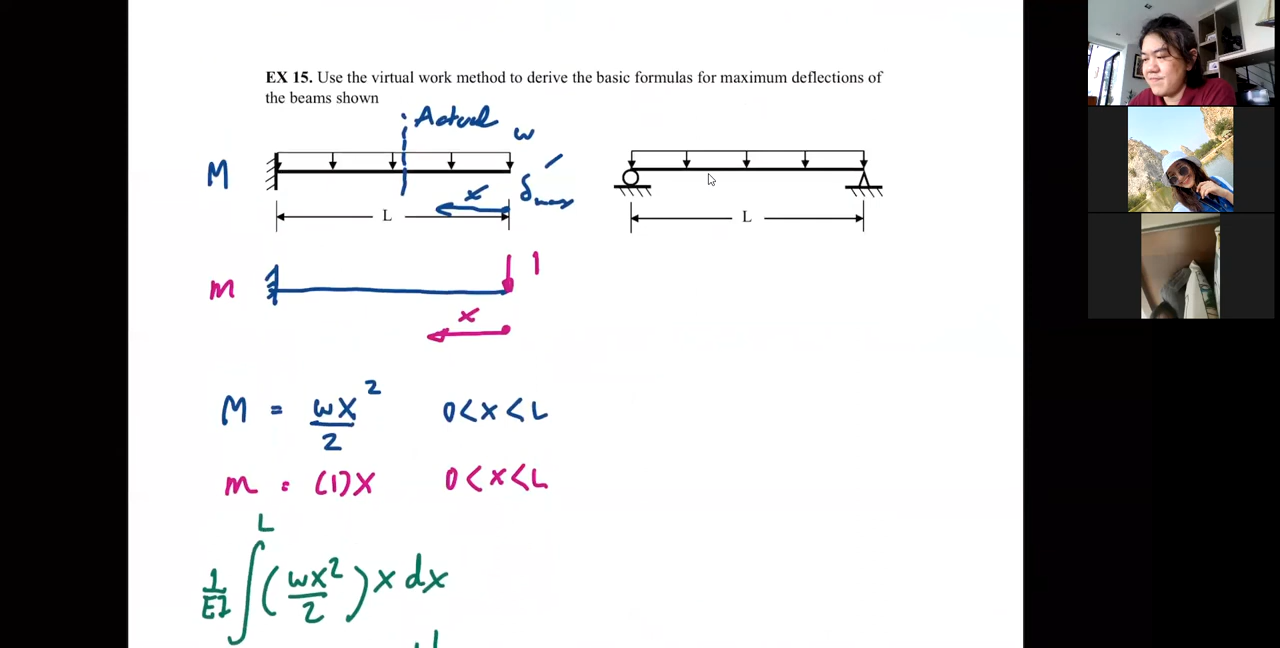 EX 15. Use the virtual work method to derive the basic formulas for maximum deflections of
the beams shown
Actual
w
M
x
δmax
L
L
m
1
x
M = wx²/2 0<x<L
m = (1)x 0<x<L
L
1/EI ∫(wx²/2)x dx